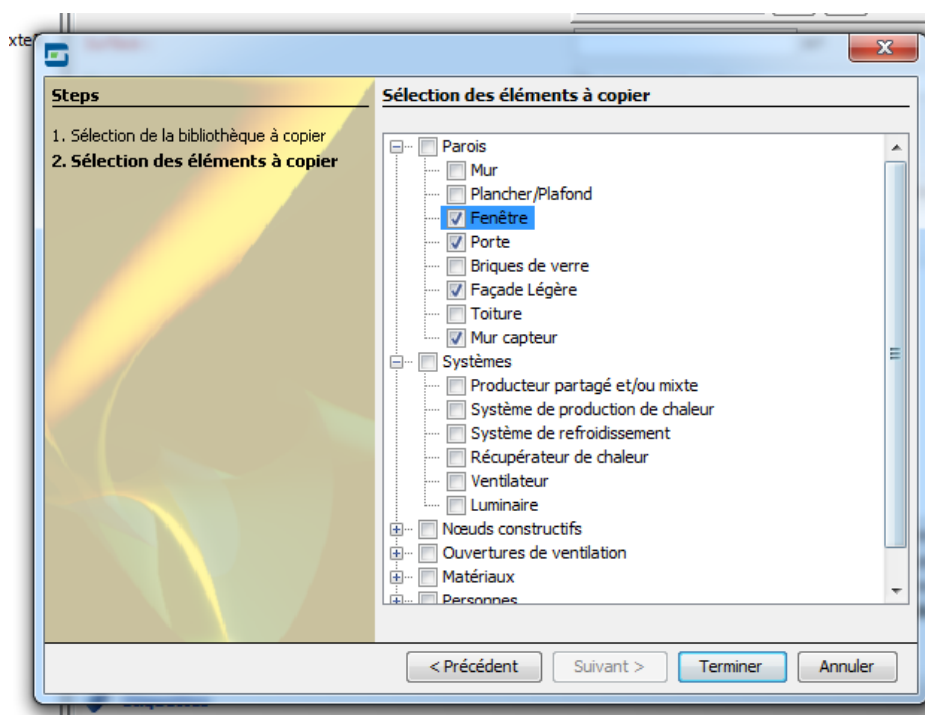 xte
X
Steps
Sélection des éléments à copier
1. Sélection de la bibliothèque à copier
2. Sélection des éléments à copier
Parois
Mur
Plancher/Plafond
Fenêtre
Porte
Briques de verre
Façade Légère
Toiture
Mur capteur
Systèmes
Producteur partagé et/ou mixte
Système de production de chaleur
Système de refroidissement
Récupérateur de chaleur
Ventilateur
Luminaire
Nœuds constructifs
Ouvertures de ventilation
Matériaux
Personnes
< Précédent
Suivant >
Terminer
Annuler